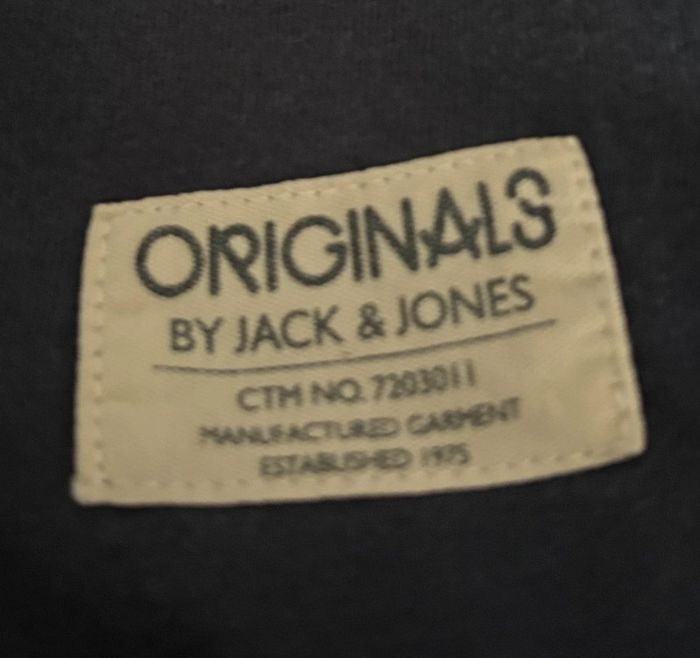 ORIGINALS
BY JACK & JONES
CTM NO. 7203011
MANUFACTURED GARMENT
ESTABLISHED 1975